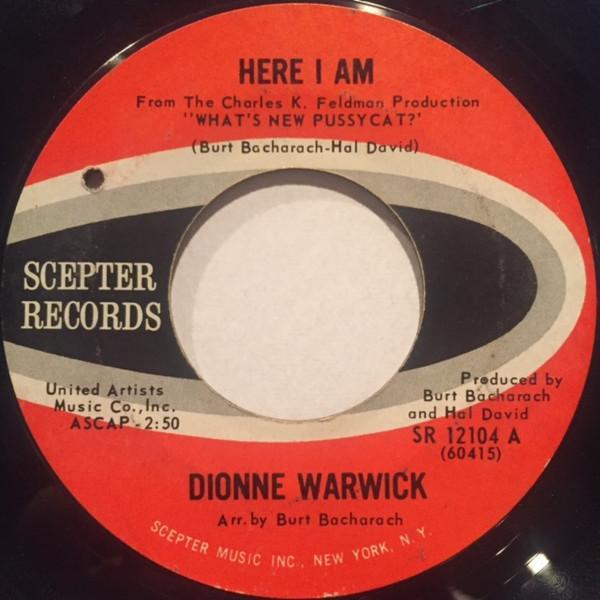 HERE I AM
From The Charles K. Feldman Production
"WHAT'S NEW PUSSYCAT?'
(Burt Bacharach-Hal David)
SCEPTER
RECORDS
United Artists
Music Co., Inc.
ASCAP - 2:50
Produced by
Burt Bacharach
and Hal David
SR 12104 A
(60415)
DIONNE WARWICK
Arr. by Burt Bacharach
SCEPTER MUSIC INC., NEW YORK, N. Y.